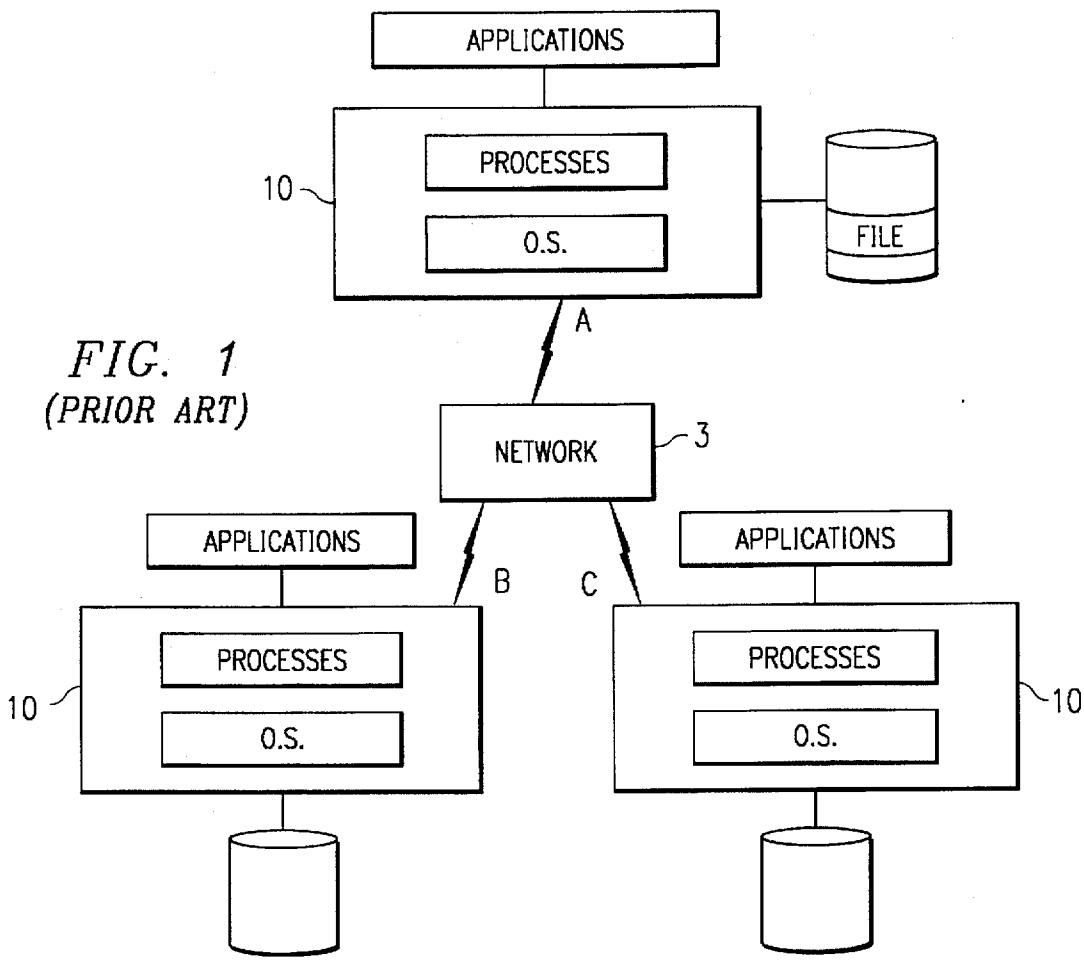 APPLICATIONS
PROCESSES
10
O.S.
FILE
A
FIG. 1
(PRIOR ART)
NETWORK
3
APPLICATIONS
APPLICATIONS
B
C
PROCESSES
PROCESSES
10
10
O.S.
O.S.